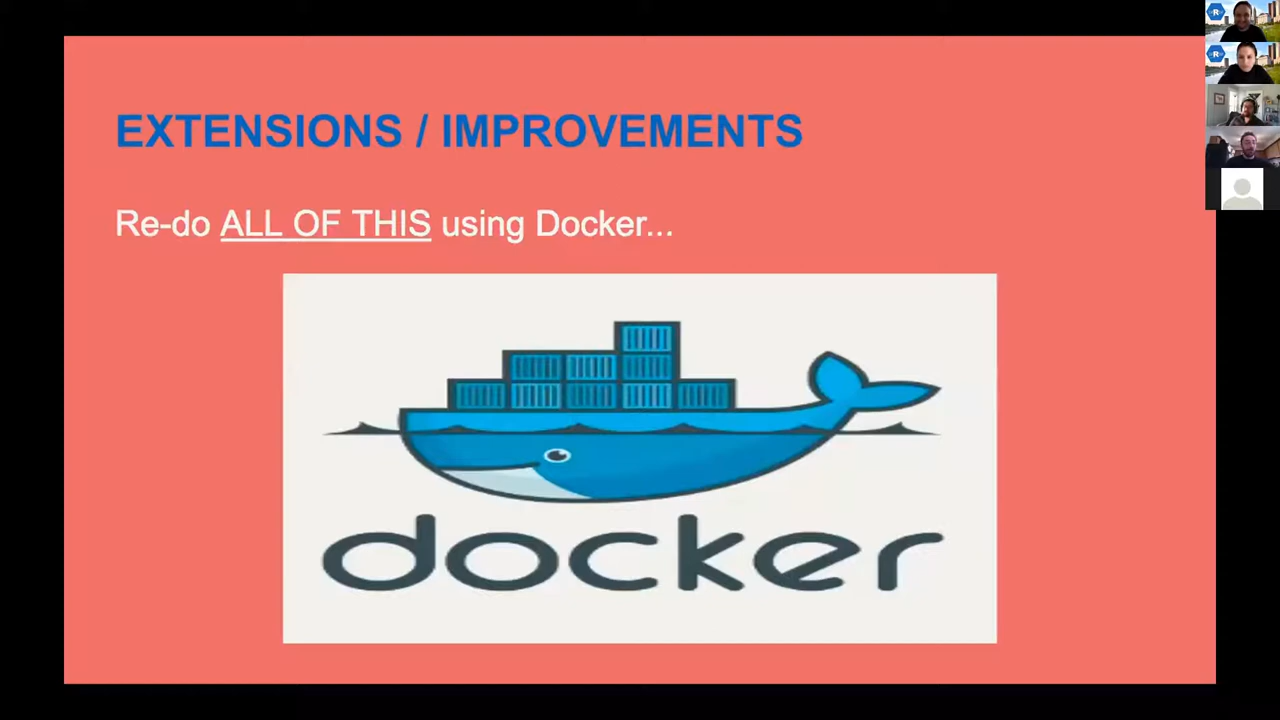 EXTENSIONS / IMPROVEMENTS
Re-do ALL OF THIS using Docker...
docker
R
R